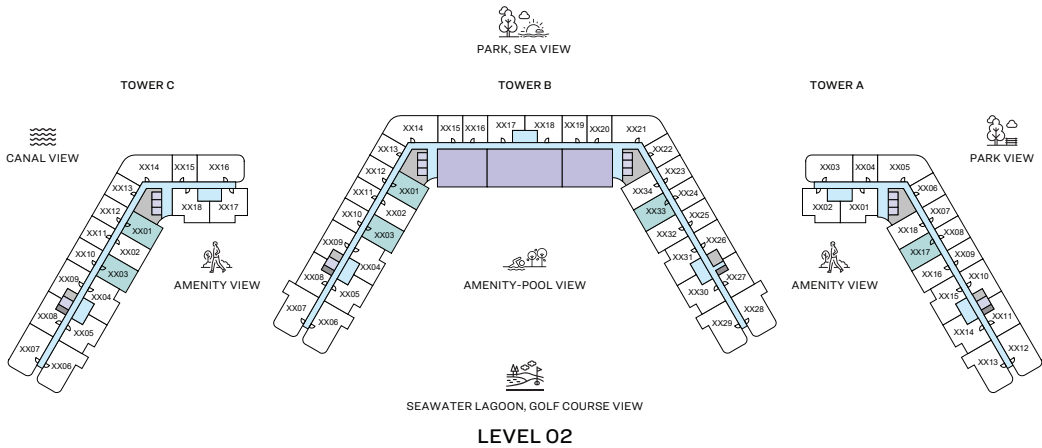 PARK, SEA VIEW
TOWER C
TOWER B
TOWER A
CANAL VIEW
PARK VIEW
XX14
XX15
XX16
XX13
XX12
XX11
XX10
XX09
XX08
XX07
XX06
XX05
XX04
XX03
XX02
XX01
XX18
XX17
XX14
XX15
XX16
XX17
XX18
XX19
XX20
XX21
XX13
XX12
XX11
XX10
XX09
XX08
XX07
XX06
XX05
XX04
XX03
XX02
XX01
XX22
XX23
XX24
XX25
XX26
XX27
XX28
XX29
XX30
XX31
XX32
XX33
XX34
XX03
XX04
XX05
XX02
XX01
XX06
XX07
XX08
XX09
XX10
XX11
XX12
XX13
XX14
XX15
XX16
XX17
XX18
AMENITY VIEW
AMENITY-POOL VIEW
AMENITY VIEW
SEAWATER LAGOON, GOLF COURSE VIEW
LEVEL 02